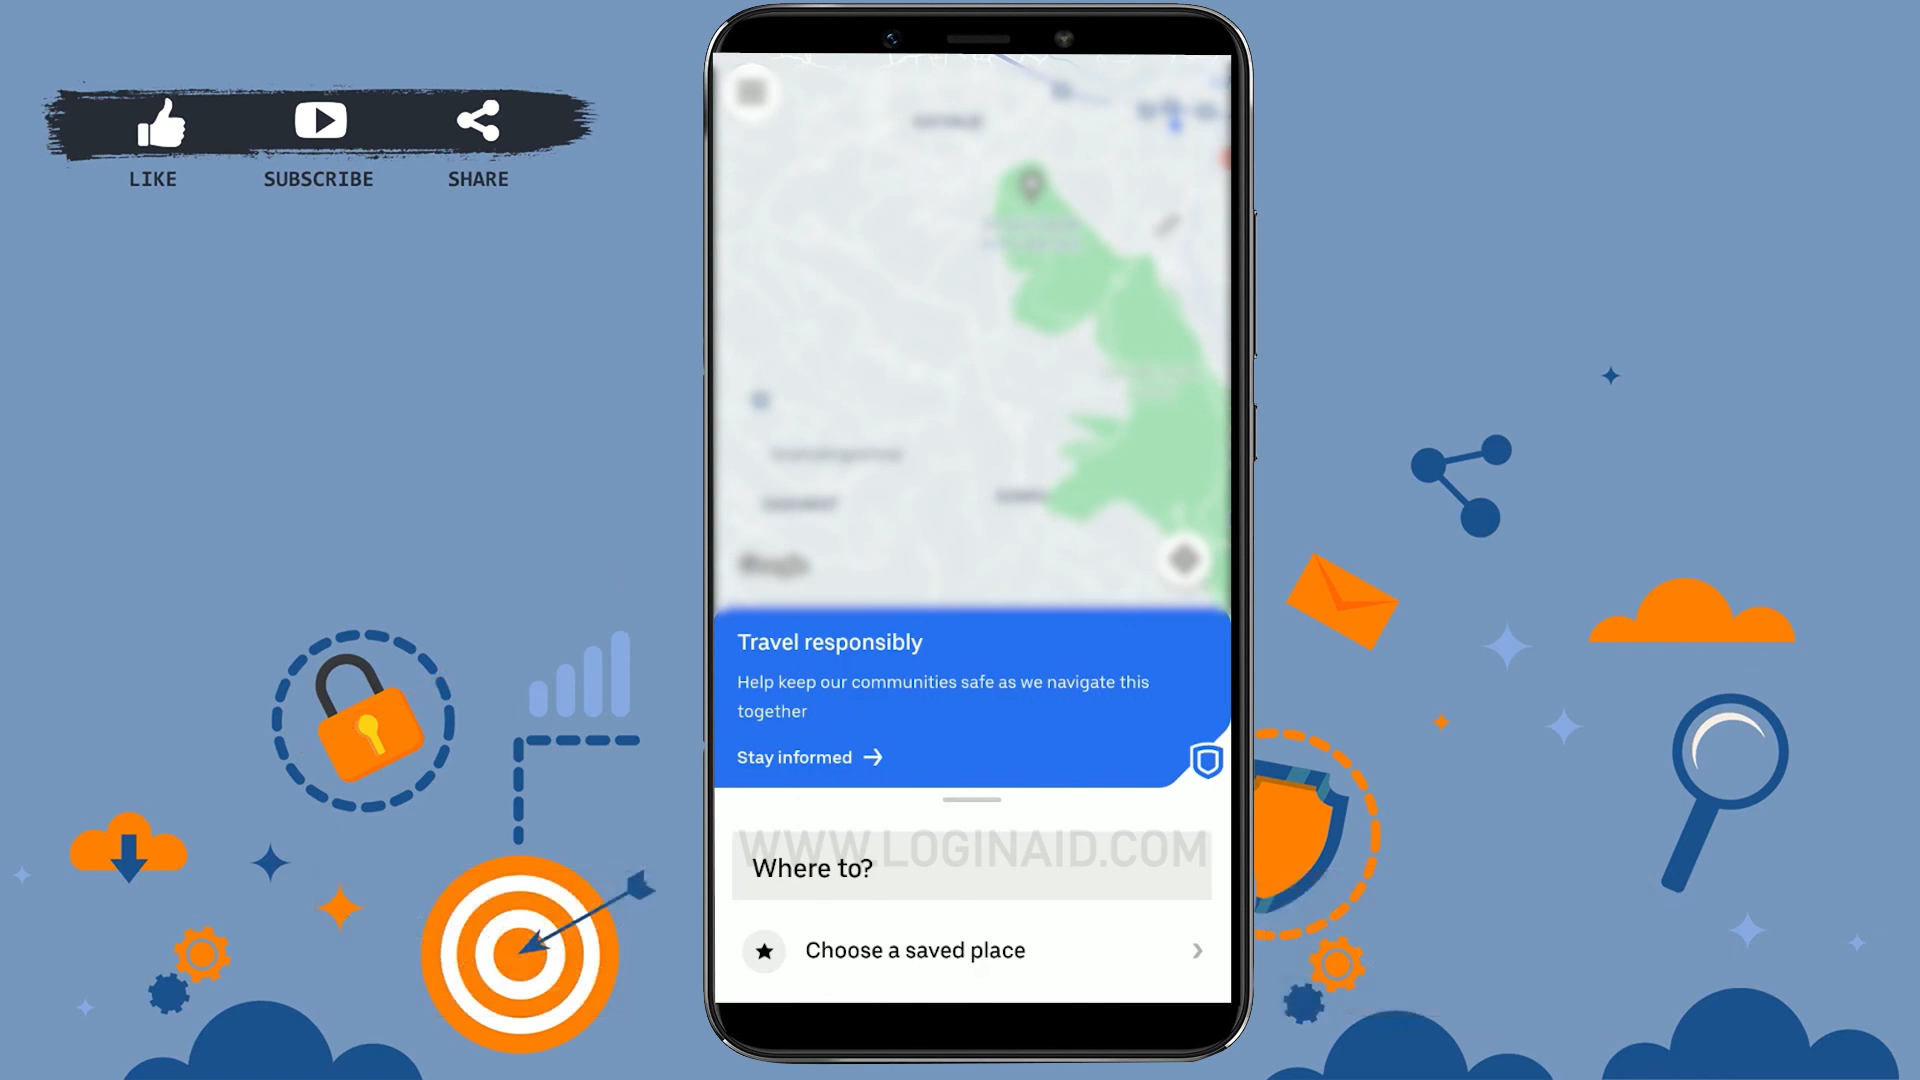 LIKE
SUBSCRIBE
SHARE
Travel responsibly
Help keep our communities safe as we navigate this
together
Stay informed →
WWW.LOGINAID.COM
Where to?
Choose a saved place